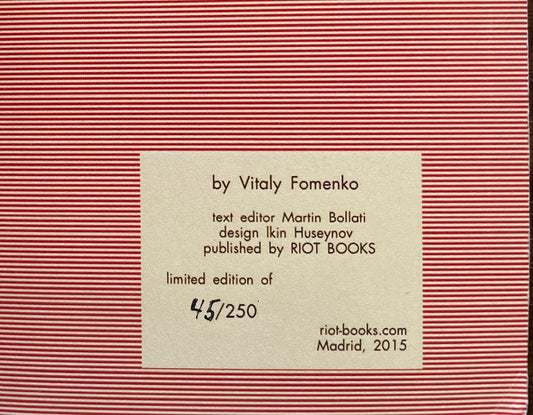 by Vitaly Fomenko
text editor Martin Bollati
design Ikin Huseynov
published by RIOT BOOKS
limited edition of
45/250
riot-books.com
Madrid, 2015